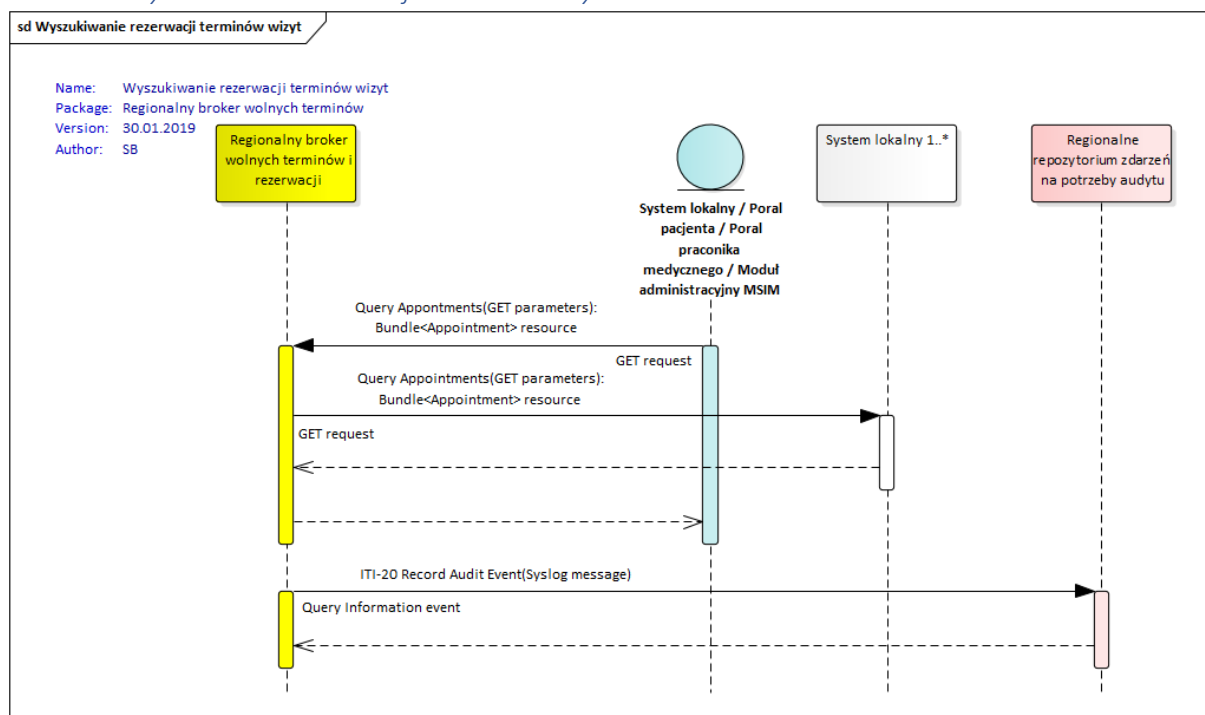 sd Wyszukiwanie rezerwacji terminów wizyt
Name: Wyszukiwanie rezerwacji terminów wizyt
Package: Regionalny broker wolnych terminów
Version: 30.01.2019
Author: SB
Regionalny broker
wolnych terminów i
rezerwacji
System lokalny / Poral
pacjenta / Poral
praconika
medycznego / Moduł
administracyjny MSIM
System lokalny 1..*
Regionalne
repozytorium zdarzeń
na potrzeby audytu
Query Appontments(GET parameters):
Bundle<Appointment> resource
GET request
Query Appointments(GET parameters):
Bundle<Appointment> resource
GET request
ITI-20 Record Audit Event(Syslog message)
Query Information event